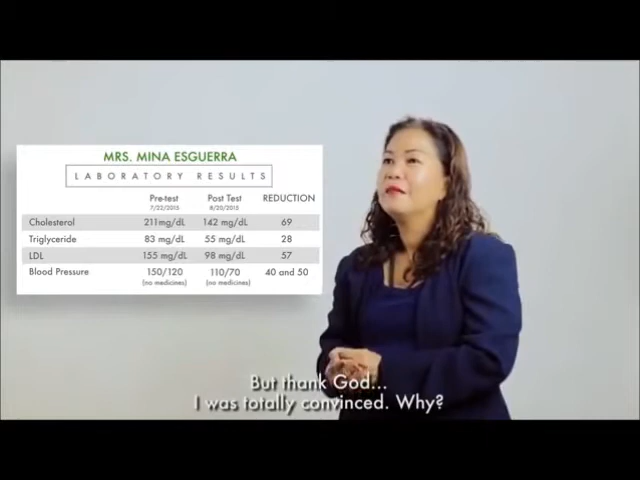 MRS. MINA ESGUERRA
LABORATORY RESULTS
Pre-test Post Test REDUCTION
7/22/2015 8/20/2015
Cholesterol 211mg/dL 142 mg/dL 69
Triglyceride 83 mg/dL 55 mg/dL 28
LDL 155 mg/dL 98 mg/dL 57
Blood Pressure 150/120 110/70 40 and 50
(no medicines) (no medicines)
But thank God...
I was totally convinced. Why?